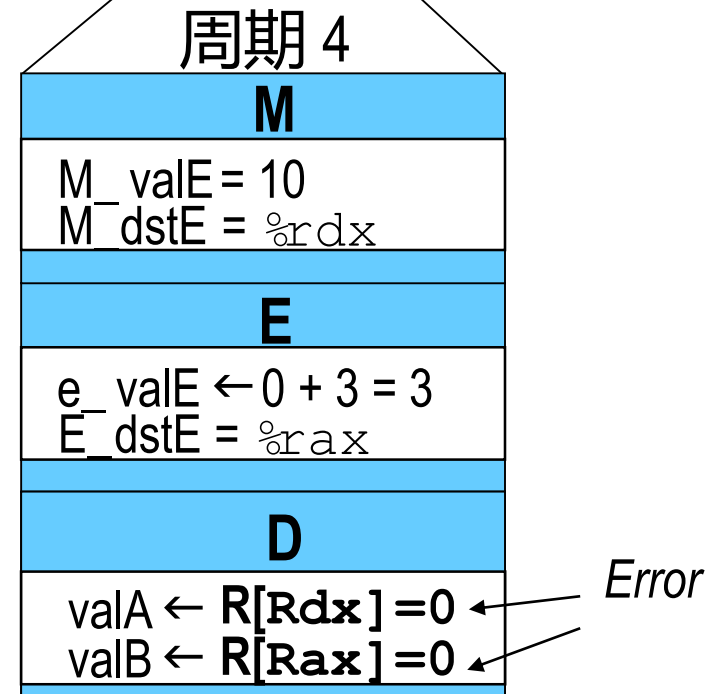 周期 4
M
M_ valE = 10
M_dstE = %rdx
E
e_ valE ← 0 + 3 = 3
E_dstE = %rax
D
Error
valA ← R[Rdx]=0
valB ← R[Rax]=0